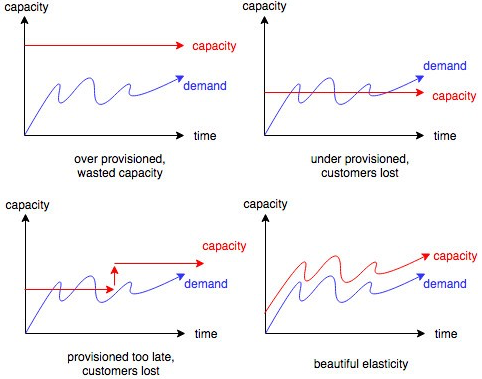 capacity
capacity
demand
time
over provisioned,
wasted capacity
capacity
demand
capacity
time
under provisioned,
customers lost
capacity
capacity
demand
time
provisioned too late,
customers lost
capacity
capacity
demand
time
beautiful elasticity